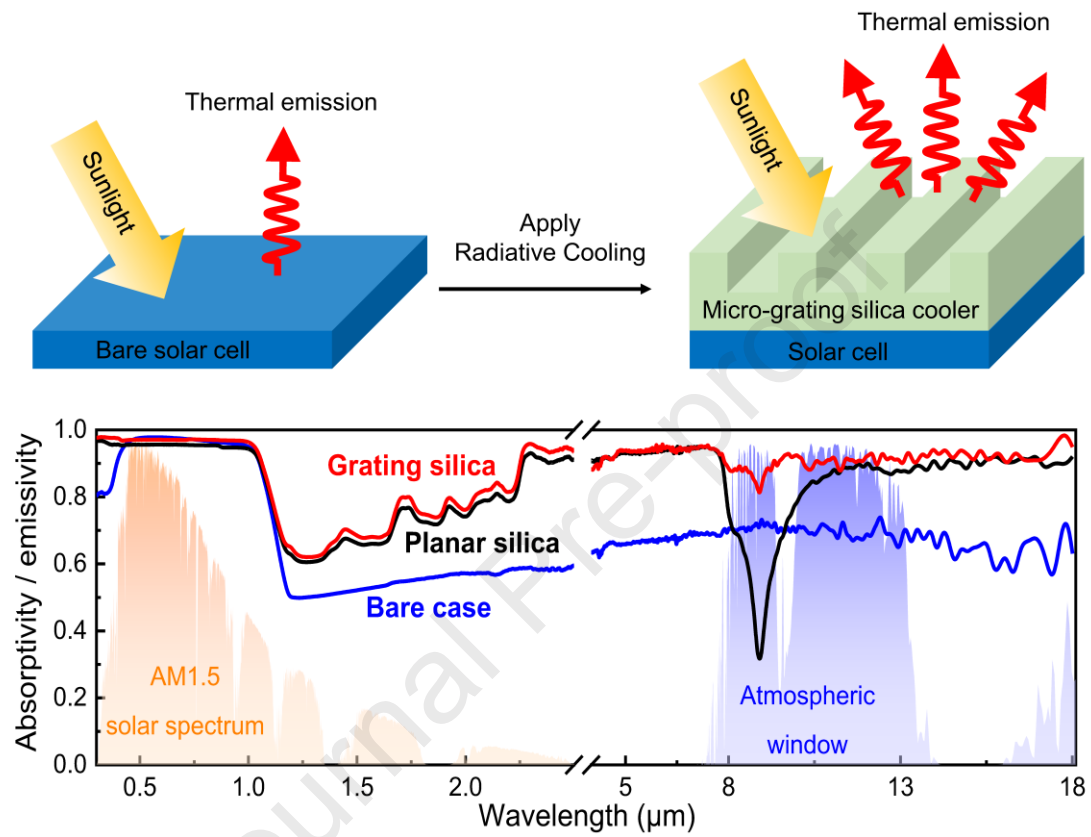 Thermal emission
Sunlight
Bare solar cell
Apply
Radiative Cooling
Thermal emission
Sunlight
Micro-grating silica cooler
Solar cell
Absorptivity / emissivity
1.0
0.8
0.6
0.4
0.2
0.0
Grating silica
Planar silica
Bare case
AM1.5
solar spectrum
Atmospheric
window
0.5 1.0 1.5 2.0 5 8 13 18
Wavelength (μm)
urnal Pre-proof